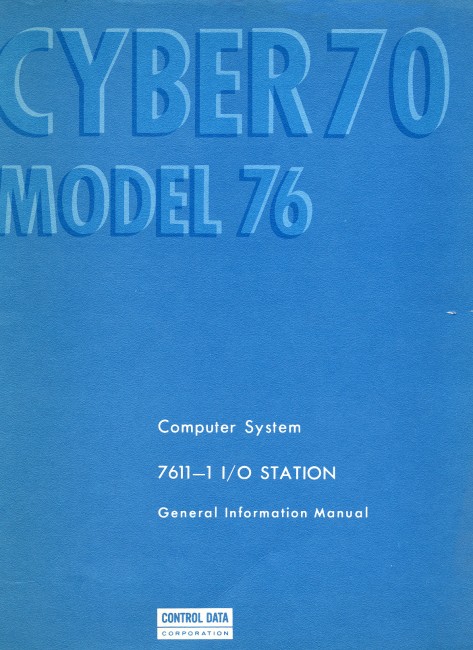 CYBER 70
MODEL 76
Computer System
7611–1 I/O STATION
General Information Manual
CONTROL DATA
CORPORATION